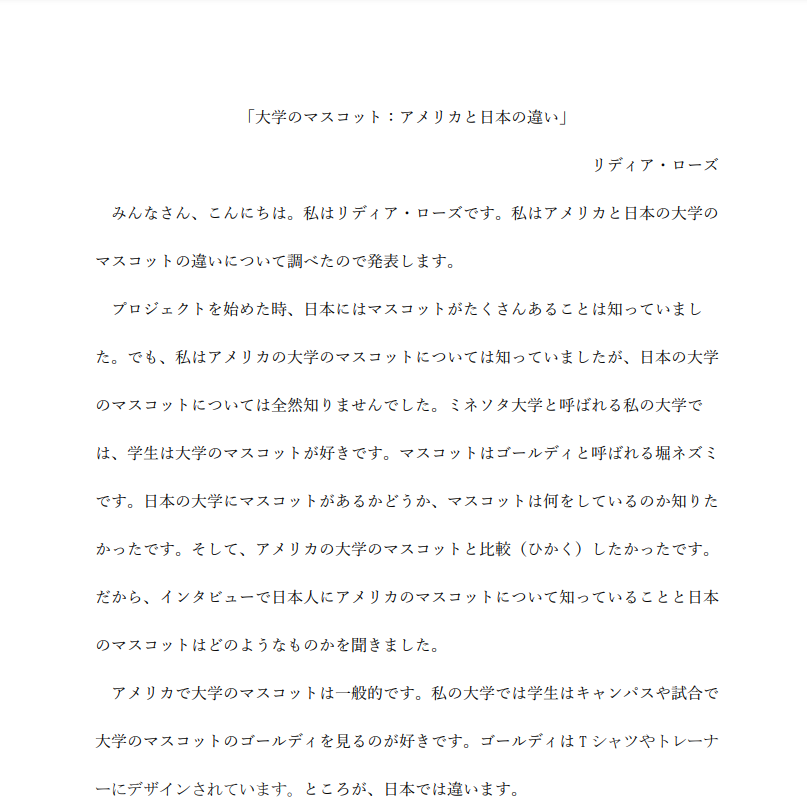 「大学のマスコット：アメリカと日本の違い」
リディア・ローズ
みんなさん、こんにちは。私はリディア・ローズです。私はアメリカと日本の大学の
マスコットの違いについて調べたので発表します。
プロジェクトを始めた時、日本にはマスコットがたくさんあることは知っていまし
た。でも、私はアメリカの大学のマスコットについては知っていましたが、日本の大学
のマスコットについては全然知りませんでした。ミネソタ大学と呼ばれる私の大学で
は、学生は大学のマスコットが好きです。マスコットはゴールディと呼ばれる堀ネズミ
です。日本の大学にマスコットがあるかどうか、マスコットは何をしているのか知りた
かったです。そして、アメリカの大学のマスコットと比較（ひかく）したかったです。
だから、インタビューで日本人にアメリカのマスコットについて知っていることと日本
のマスコットはどのようなものかを聞きました。
アメリカで大学のマスコットは一般的です。私の大学では学生はキャンパスや試合で
大学のマスコットのゴールディを見るのが好きです。ゴールディはTシャツやトレーナ
ーにデザインされています。ところが、日本では違います。